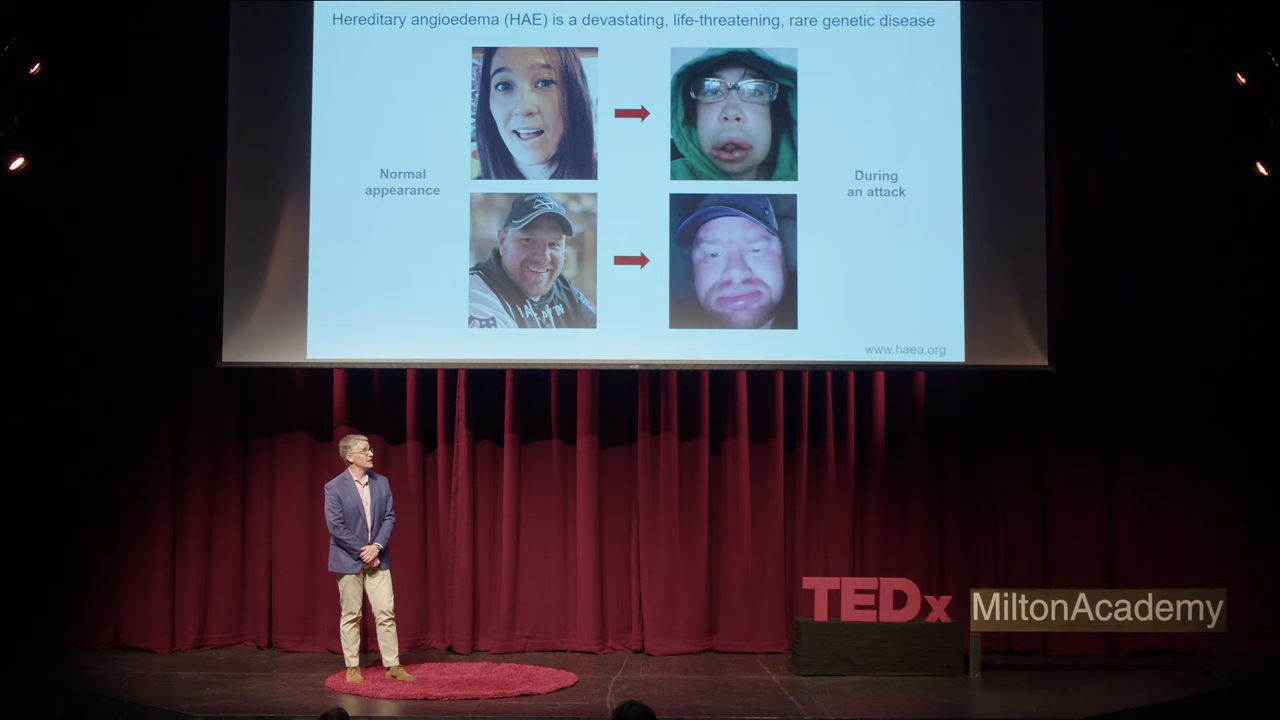 Hereditary angioedema (HAE) is a devastating, life-threatening, rare genetic disease
Normal
appearance
During
an attack
www.haea.org
TEDx
MiltonAcademy